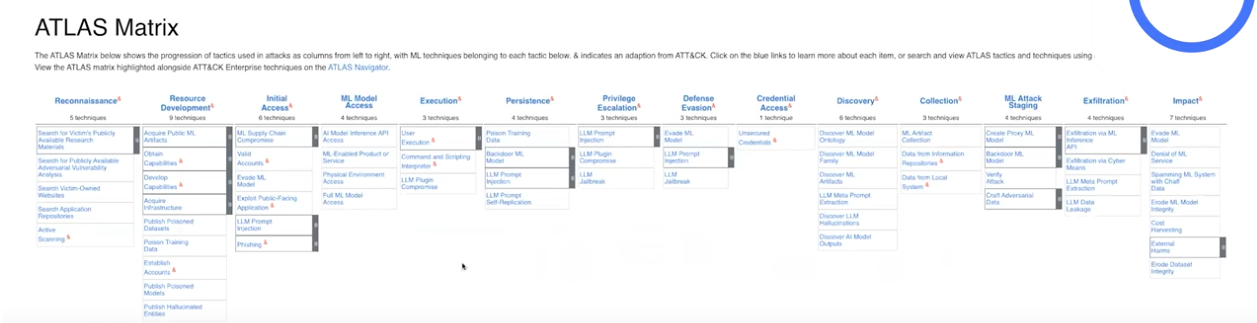 ATLAS Matrix
The ATLAS Matrix below shows the progression of tactics used in attacks as columns from left to right, with ML techniques belonging to each tactic below. & indicates an adaption from ATT&CK. Click on the blue links to learn more about each item, or search and view ATLAS tactics and techniques using
View the ATLAS matrix highlighted alongside ATT&CK Enterprise techniques on the ATLAS Navigator.
Reconnaissance&
5 techniques
Search for Victim's Publicly
Available Research
Materials
Search for Publicly Available
Adversarial Vulnerability
Analysis
Search Victim-Owned
Websites
Search Application
Repositories
Active
Scanning &
Resource
Development&
9 techniques
Acquire Public ML
Artifacts
Obtain
Capabilities &
Develop
Capabilities &
Acquire
Infrastructure
Publish Poisoned
Datasets
Poison Training
Data
Establish
Accounts &
Publish Poisoned
Models
Publish Hallucinated
Entities
Initial
Access&
6 techniques
ML Supply Chain
Compromise
Valid
Accounts &
Evade ML
Model
Exploit Public-Facing
Application &
LLM Prompt
Injection
Phishing &
ML Model
Access
4 techniques
AI Model Inference API
Access
ML-Enabled Product or
Service
Physical Environment
Access
Full ML Model
Access
Execution&
3 techniques
User
Execution &
Command and Scripting
Interpreter &
LLM Plugin
Compromise
Persistence&
4 techniques
Poison Training
Data
Backdoor ML
Model
LLM Prompt
Injection
LLM Prompt
Self-Replication
Privilege
Escalation&
3 techniques
LLM Prompt
Injection
LLM Plugin
Compromise
LLM
Jailbreak
Defense
Evasion&
3 techniques
Evade ML
Model
LLM Prompt
Injection
LLM
Jailbreak
Credential
Access&
1 technique
Unsecured
Credentials &
Discovery&
6 techniques
Discover ML Model
Ontology
Discover ML Model
Family
Discover ML
Artifacts
LLM Meta Prompt
Extraction
Discover LLM
Hallucinations
Discover AI Model
Outputs
Collection&
3 techniques
ML Artifact
Collection
Data from Information
Repositories &
Data from Local
System &
ML Attack
Staging
4 techniques
Create Proxy ML
Model
Backdoor ML
Model
Verify
Attack
Craft Adversarial
Data
Exfiltration&
4 techniques
Exfiltration via ML
Inference
API
Exfiltration via Cyber
Means
LLM Meta Prompt
Extraction
LLM Data
Leakage
Impact&
7 techniques
Evade ML
Model
Denial of ML
Service
Spamming ML System
with Chaff
Data
Erode ML Model
Integrity
Cost
Harvesting
External
Harms
Erode Dataset
Integrity